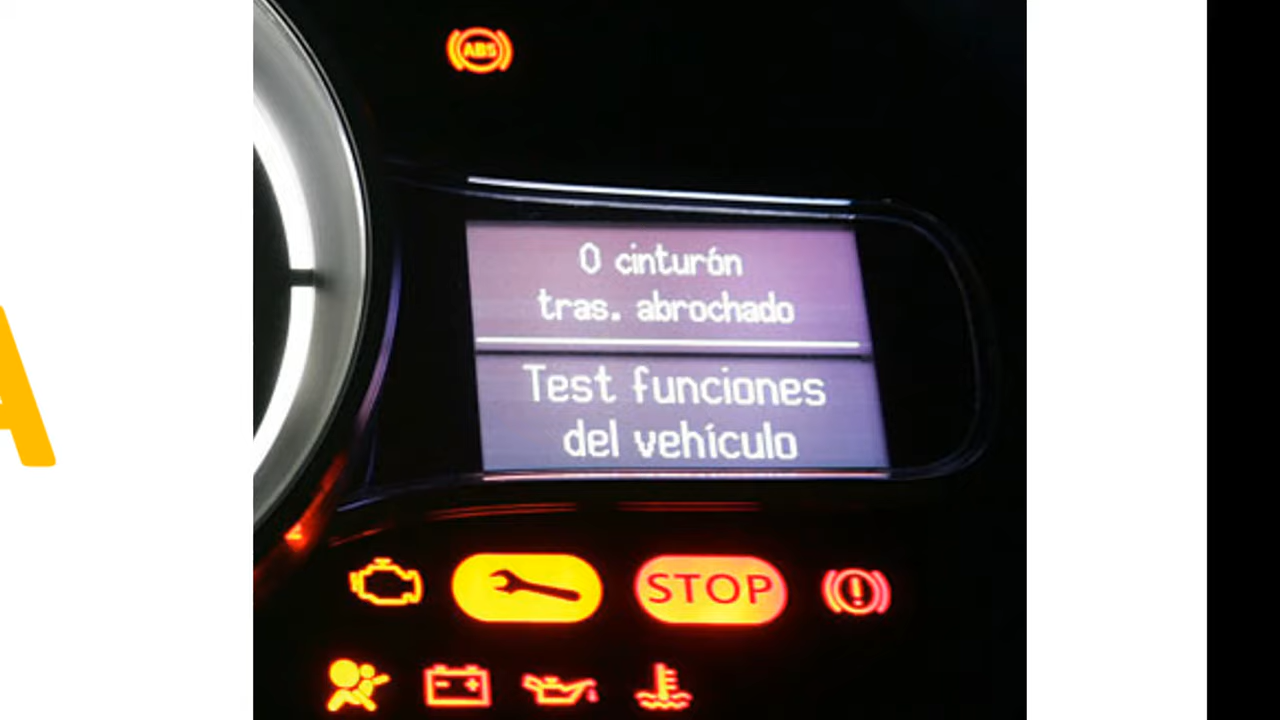 ABS
0 cinturón
tras. abrochado
Test funciones
del vehículo
STOP
A